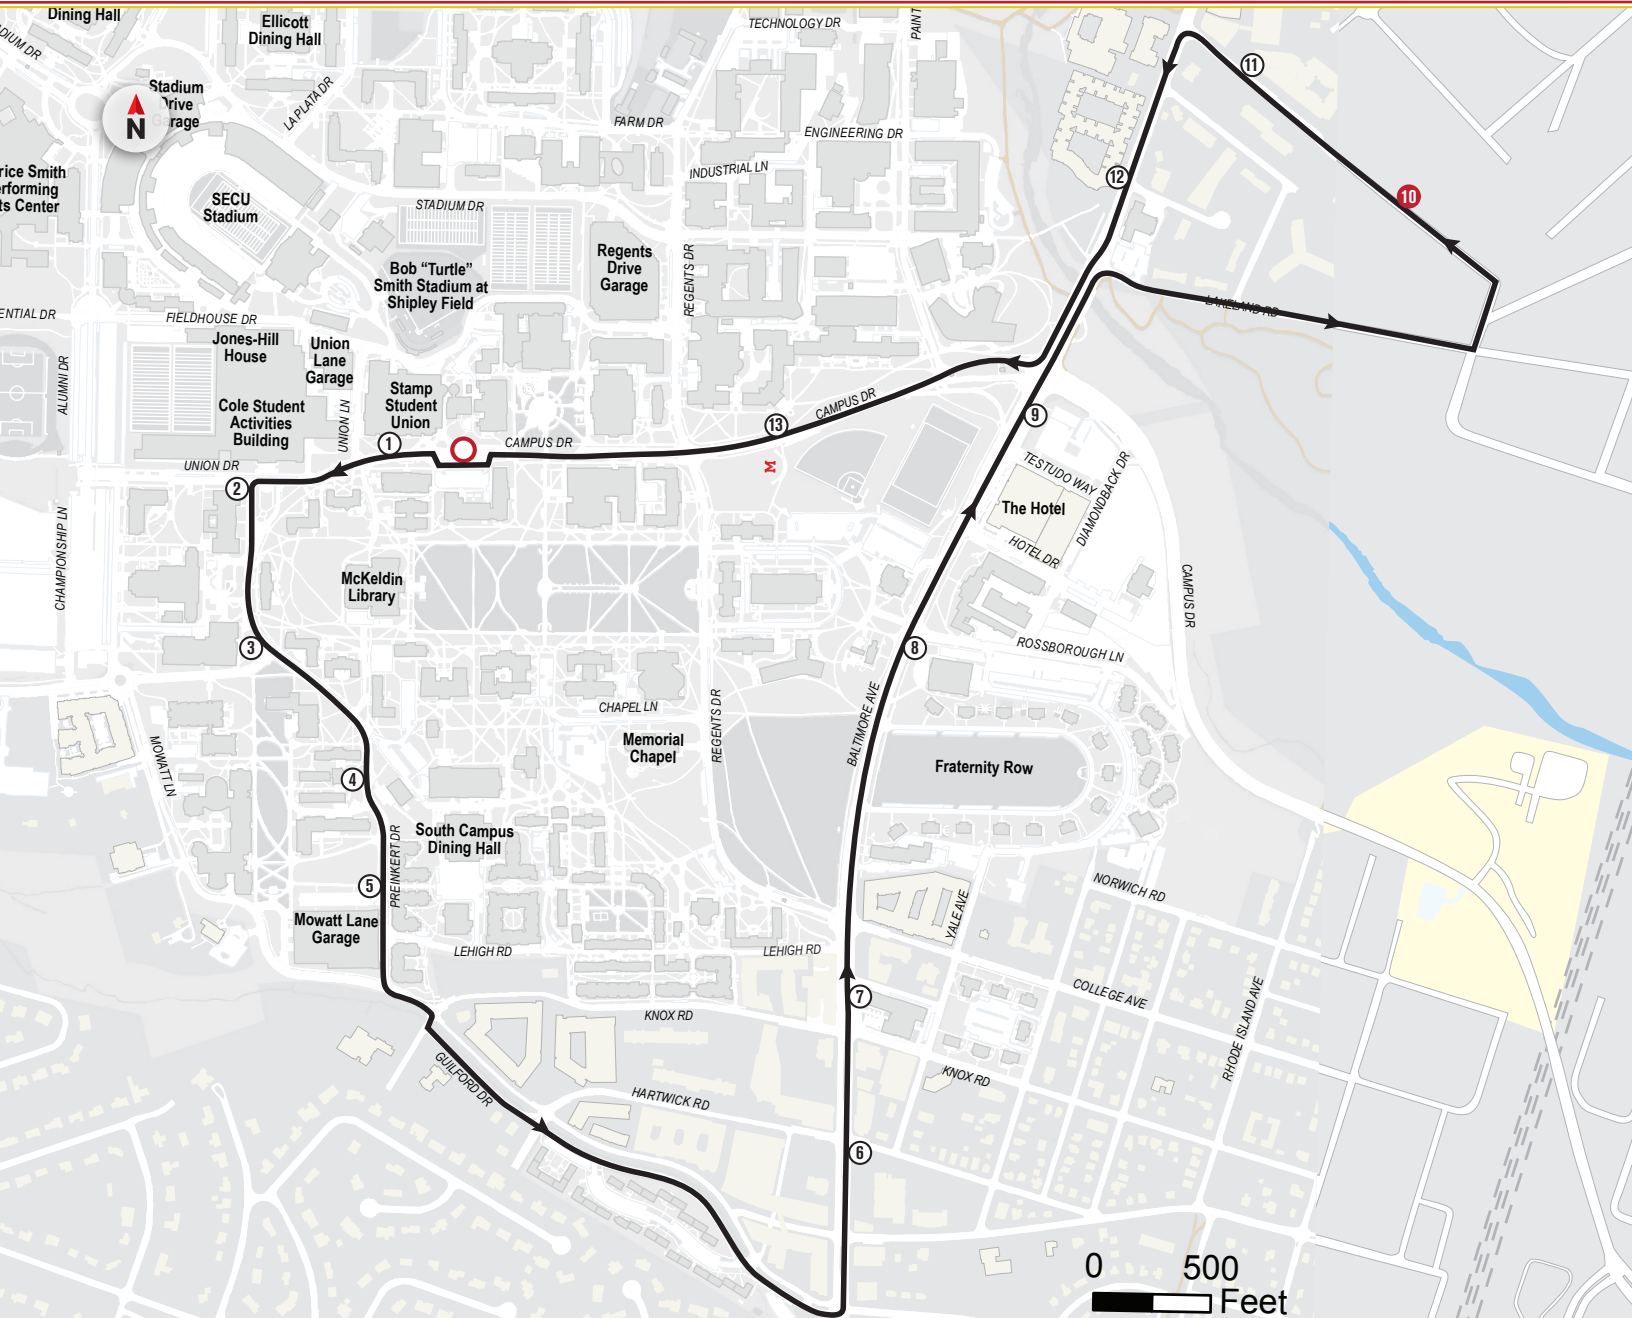 Dining Hall
Ellicott
Dining Hall
TECHNOLOGY DR
PAINT
DIUM DR
Stadium
Drive
Garage
N
LA PLATA DR
FARM DR
ENGINEERING DR
INDUSTRIAL LN
11
12
10
rice Smith
erforming
ts Center
SECU
Stadium
STADIUM DR
Bob “Turtle”
Smith Stadium at
Shipley Field
Regents
Drive
Garage
REGENTS DR
LAKELAND RD
ENTIAL DR
FIELDHOUSE DR
Jones-Hill
House
Union
Lane
Garage
ALUMNI DR
Stamp
Student
Union
Cole Student
Activities
Building
UNION LN
1
CAMPUS DR
13
CAMPUS DR
9
M
UNION DR
2
TESTUDO WAY
DIAMONDBACK DR
The Hotel
HOTEL DR
CHAMPIONSHIP LN
McKeldin
Library
CAMPUS DR
3
8
ROSSBOROUGH LN
CHAPEL LN
REGENTS DR
BALTIMORE AVE
Memorial
Chapel
MOWATT LN
4
Fraternity Row
South Campus
Dining Hall
PREINKERT DR
5
NORWICH RD
YALE AVE
Mowatt Lane
Garage
LEHIGH RD
LEHIGH RD
7
COLLEGE AVE
RHODE ISLAND AVE
KNOX RD
KNOX RD
GUILFORD DR
HARTWICK RD
6
0 500
Feet